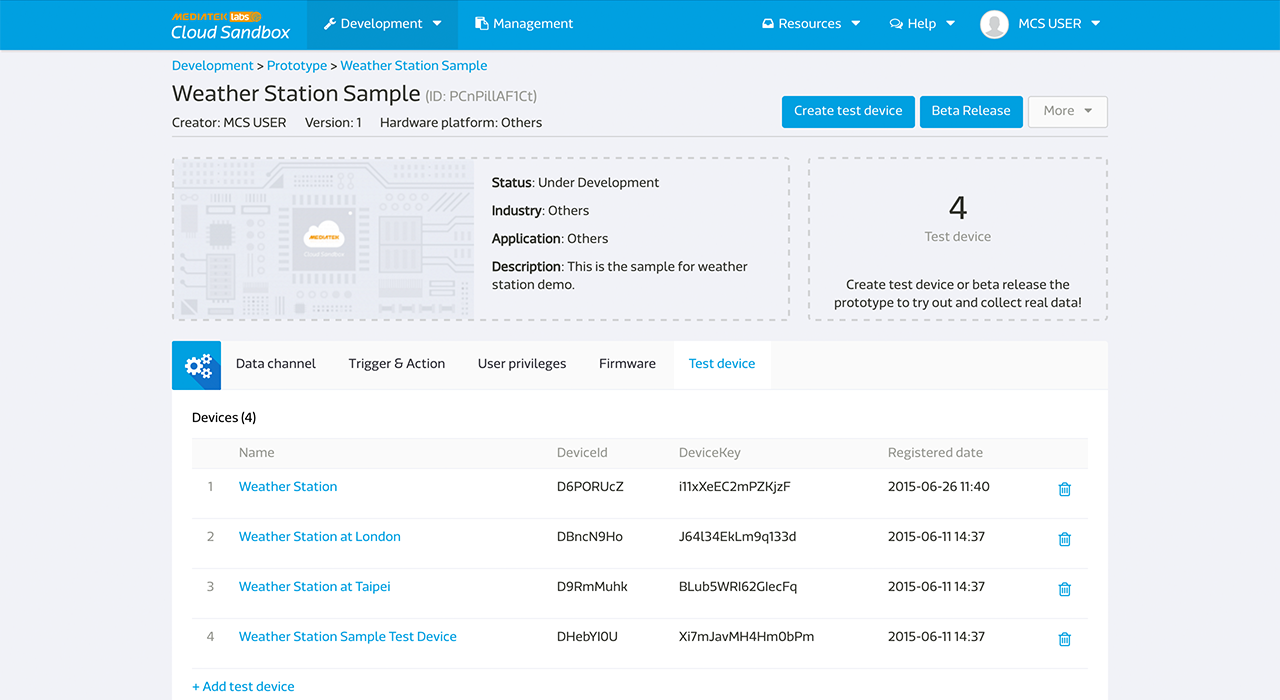 MEDIATEK labs
Cloud Sandbox
Development
Management
Resources
Help
MCS USER
Development > Prototype > Weather Station Sample
Weather Station Sample (ID: PCnPillAF1Ct)
Creator: MCS USER Version: 1 Hardware platform: Others
Create test device
Beta Release
More
MEDIATEK
Cloud Sandbox
Status: Under Development
Industry: Others
Application: Others
Description: This is the sample for weather
station demo.
4
Test device
Create test device or beta release the
prototype to try out and collect real data!
Data channel
Trigger & Action
User privileges
Firmware
Test device
Devices (4)
Name DeviceId DeviceKey Registered date
1 Weather Station D6PORUcZ i11xXeEC2mPZKjzF 2015-06-26 11:40
2 Weather Station at London DBncN9Ho J64l34EkLm9q133d 2015-06-11 14:37
3 Weather Station at Taipei D9RmMuhk BLub5WRI62GIecFq 2015-06-11 14:37
4 Weather Station Sample Test Device DHebYI0U Xi7mJavMH4Hm0bPm 2015-06-11 14:37
+ Add test device